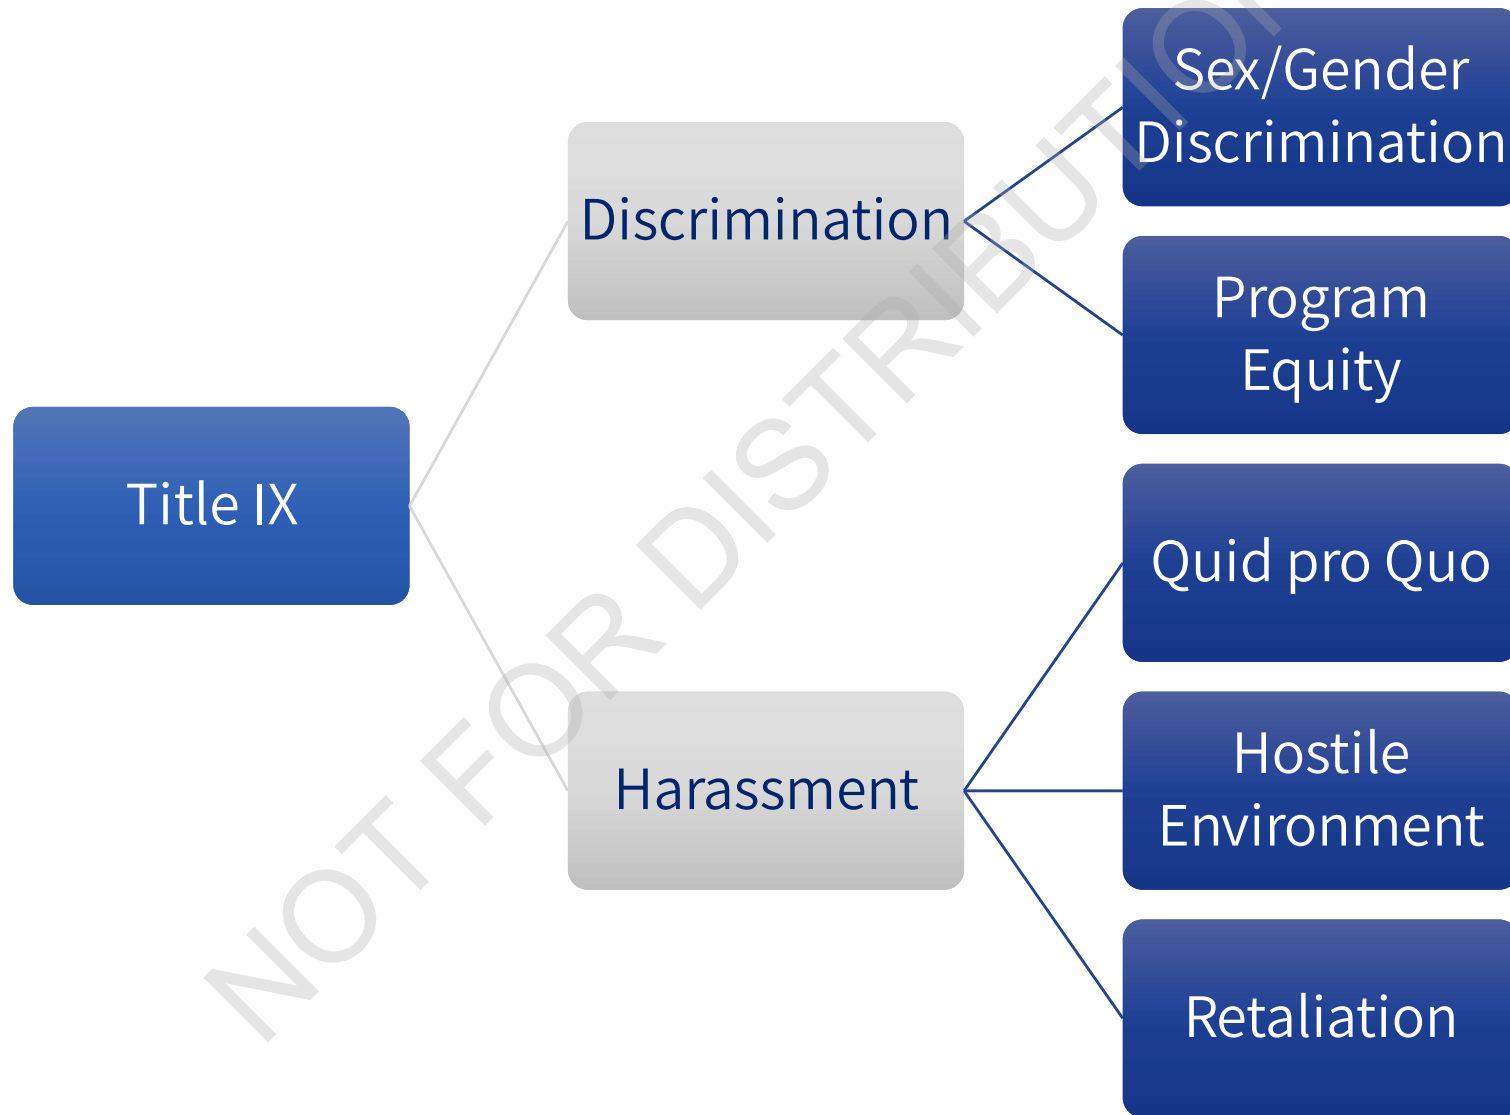 Title IX
Discrimination
Sex/Gender
Discrimination
Program
Equity
Harassment
Quid pro Quo
Hostile
Environment
Retaliation
NOT FOR DISTRIBUTION